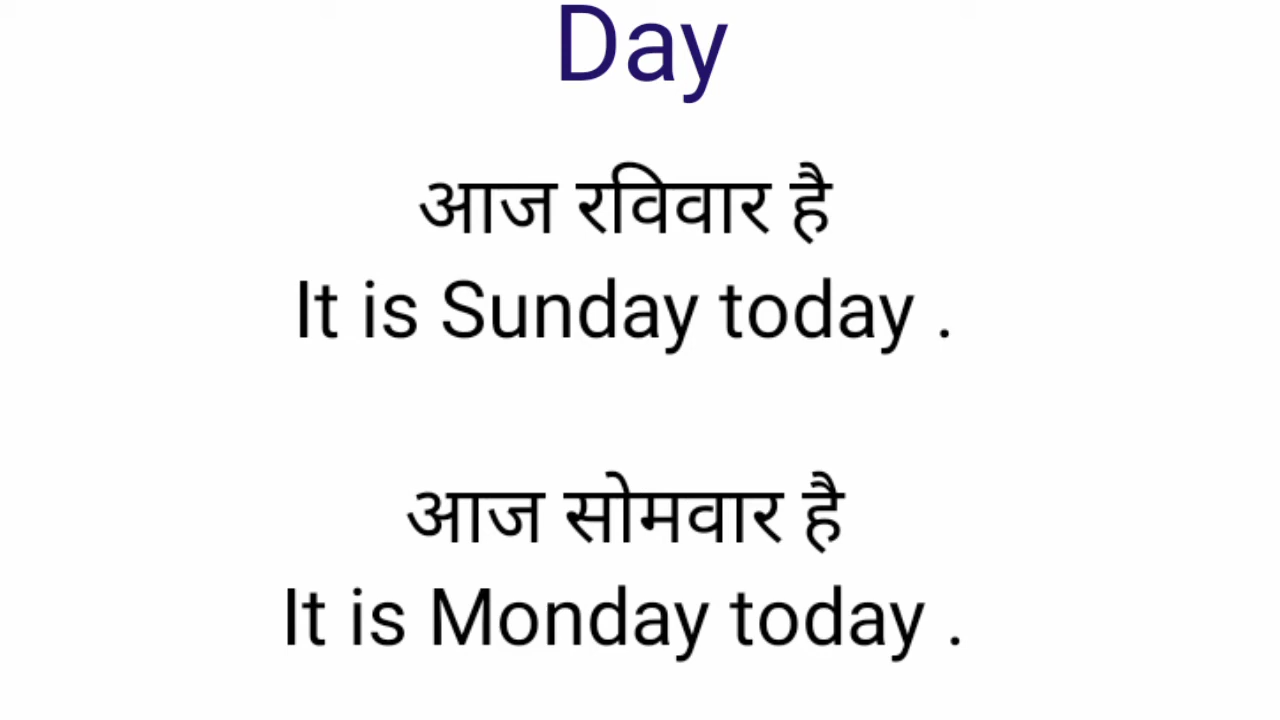 Day
आज रविवार है
It is Sunday today .
आज सोमवार है
It is Monday today .